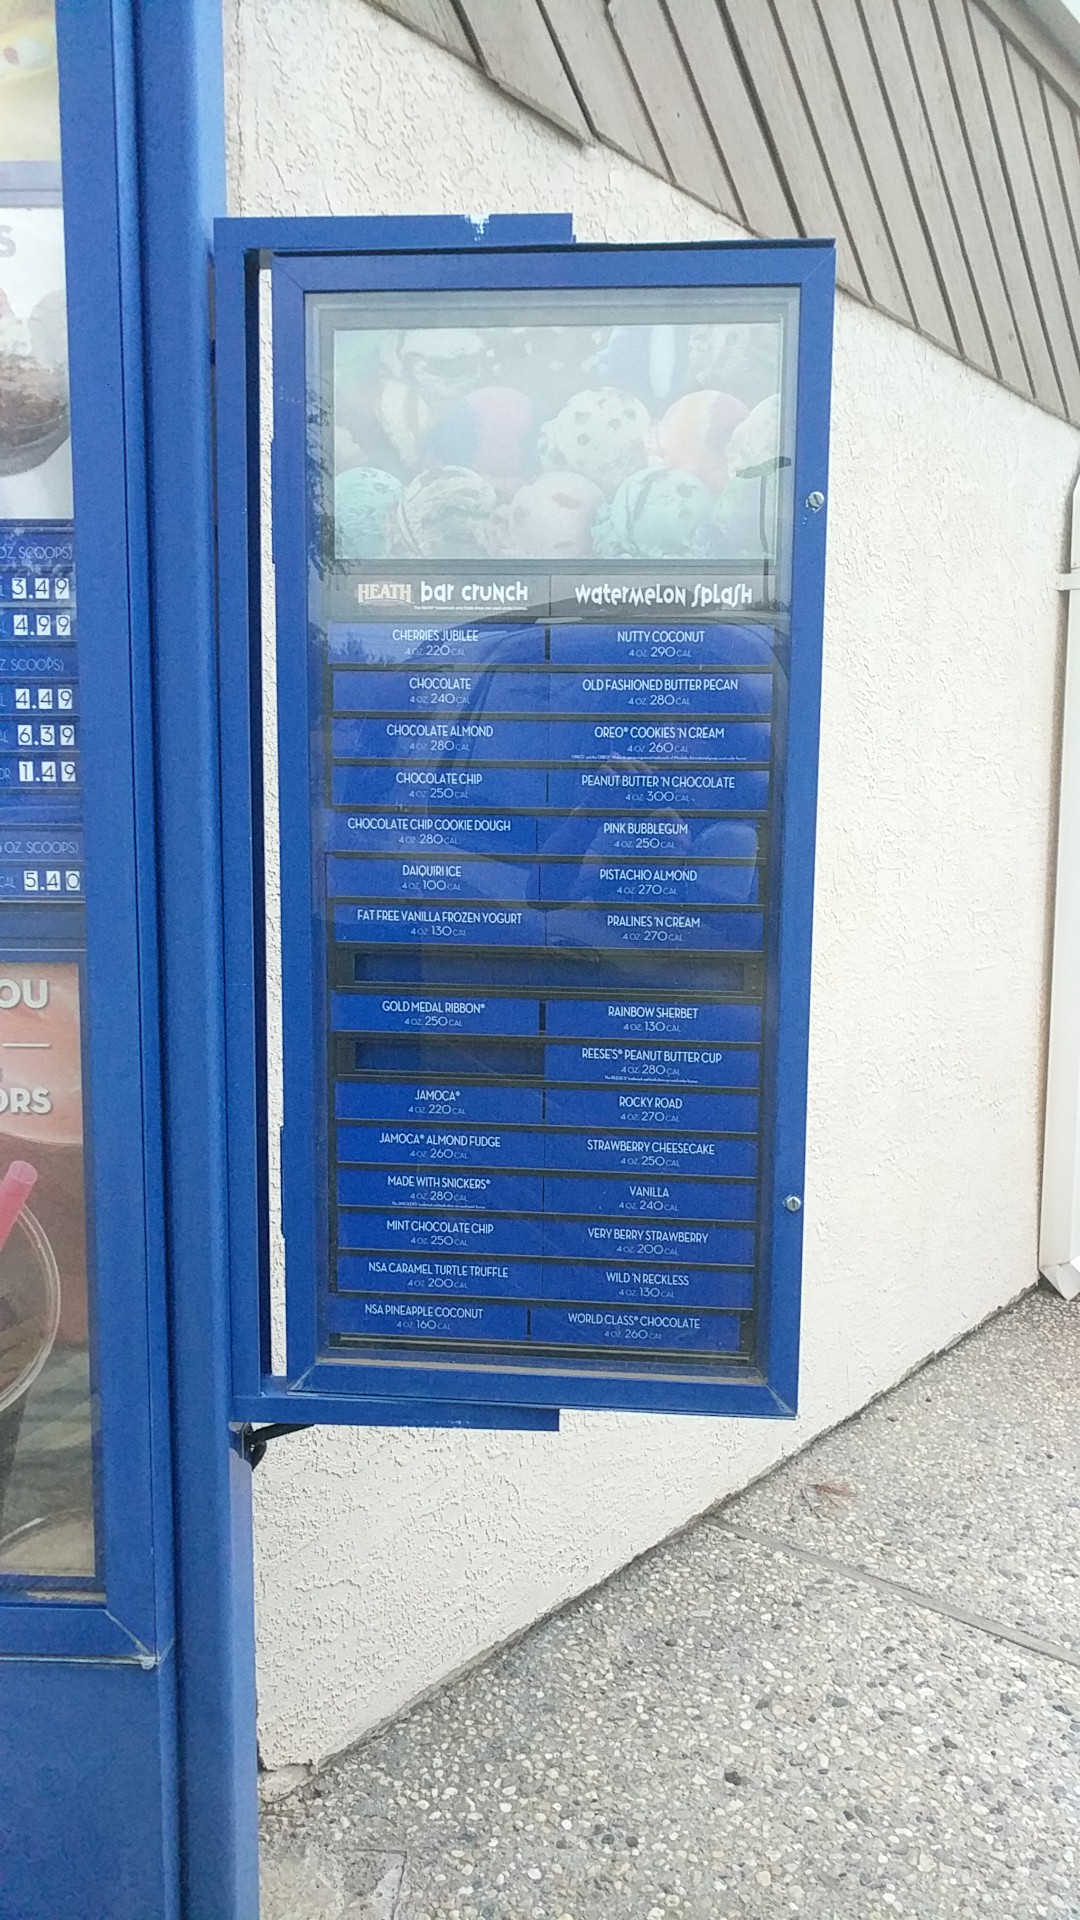 S
OZ. SCOOPS)
3.49
4.99
Z. SCOOPS)
4.49
6.39
OR 1.49
OZ. SCOOPS)
CAL 5.40
OU
ORS
HEATH bar crunch
watermelon splash
CHERRIES JUBILEE
4 OZ. 220 CAL
NUTTY COCONUT
4 OZ. 290 CAL
CHOCOLATE
4 OZ. 240 CAL
OLD FASHIONED BUTTER PECAN
4 OZ. 280 CAL
CHOCOLATE ALMOND
4 OZ. 280 CAL
OREO® COOKIES 'N CREAM
4 OZ. 260 CAL
CHOCOLATE CHIP
4 OZ. 250 CAL
PEANUT BUTTER 'N CHOCOLATE
4 OZ. 300 CAL
CHOCOLATE CHIP COOKIE DOUGH
4 OZ. 280 CAL
PINK BUBBLEGUM
4 OZ. 250 CAL
DAIQUIRI ICE
4 OZ. 100 CAL
PISTACHIO ALMOND
4 OZ. 270 CAL
FAT FREE VANILLA FROZEN YOGURT
4 OZ. 130 CAL
PRALINES 'N CREAM
4 OZ. 270 CAL
GOLD MEDAL RIBBON®
4 OZ. 250 CAL
RAINBOW SHERBET
4 OZ. 130 CAL
REESE'S® PEANUT BUTTER CUP
4 OZ. 280 CAL
JAMOCA®
4 OZ. 220 CAL
ROCKY ROAD
4 OZ. 270 CAL
JAMOCA® ALMOND FUDGE
4 OZ. 260 CAL
STRAWBERRY CHEESECAKE
4 OZ. 250 CAL
MADE WITH SNICKERS®
4 OZ. 280 CAL
VANILLA
4 OZ. 240 CAL
MINT CHOCOLATE CHIP
4 OZ. 250 CAL
VERY BERRY STRAWBERRY
4 OZ. 200 CAL
NSA CARAMEL TURTLE TRUFFLE
4 OZ. 200 CAL
WILD 'N RECKLESS
4 OZ. 130 CAL
NSA PINEAPPLE COCONUT
4 OZ. 160 CAL
WORLD CLASS® CHOCOLATE
4 OZ. 260 CAL